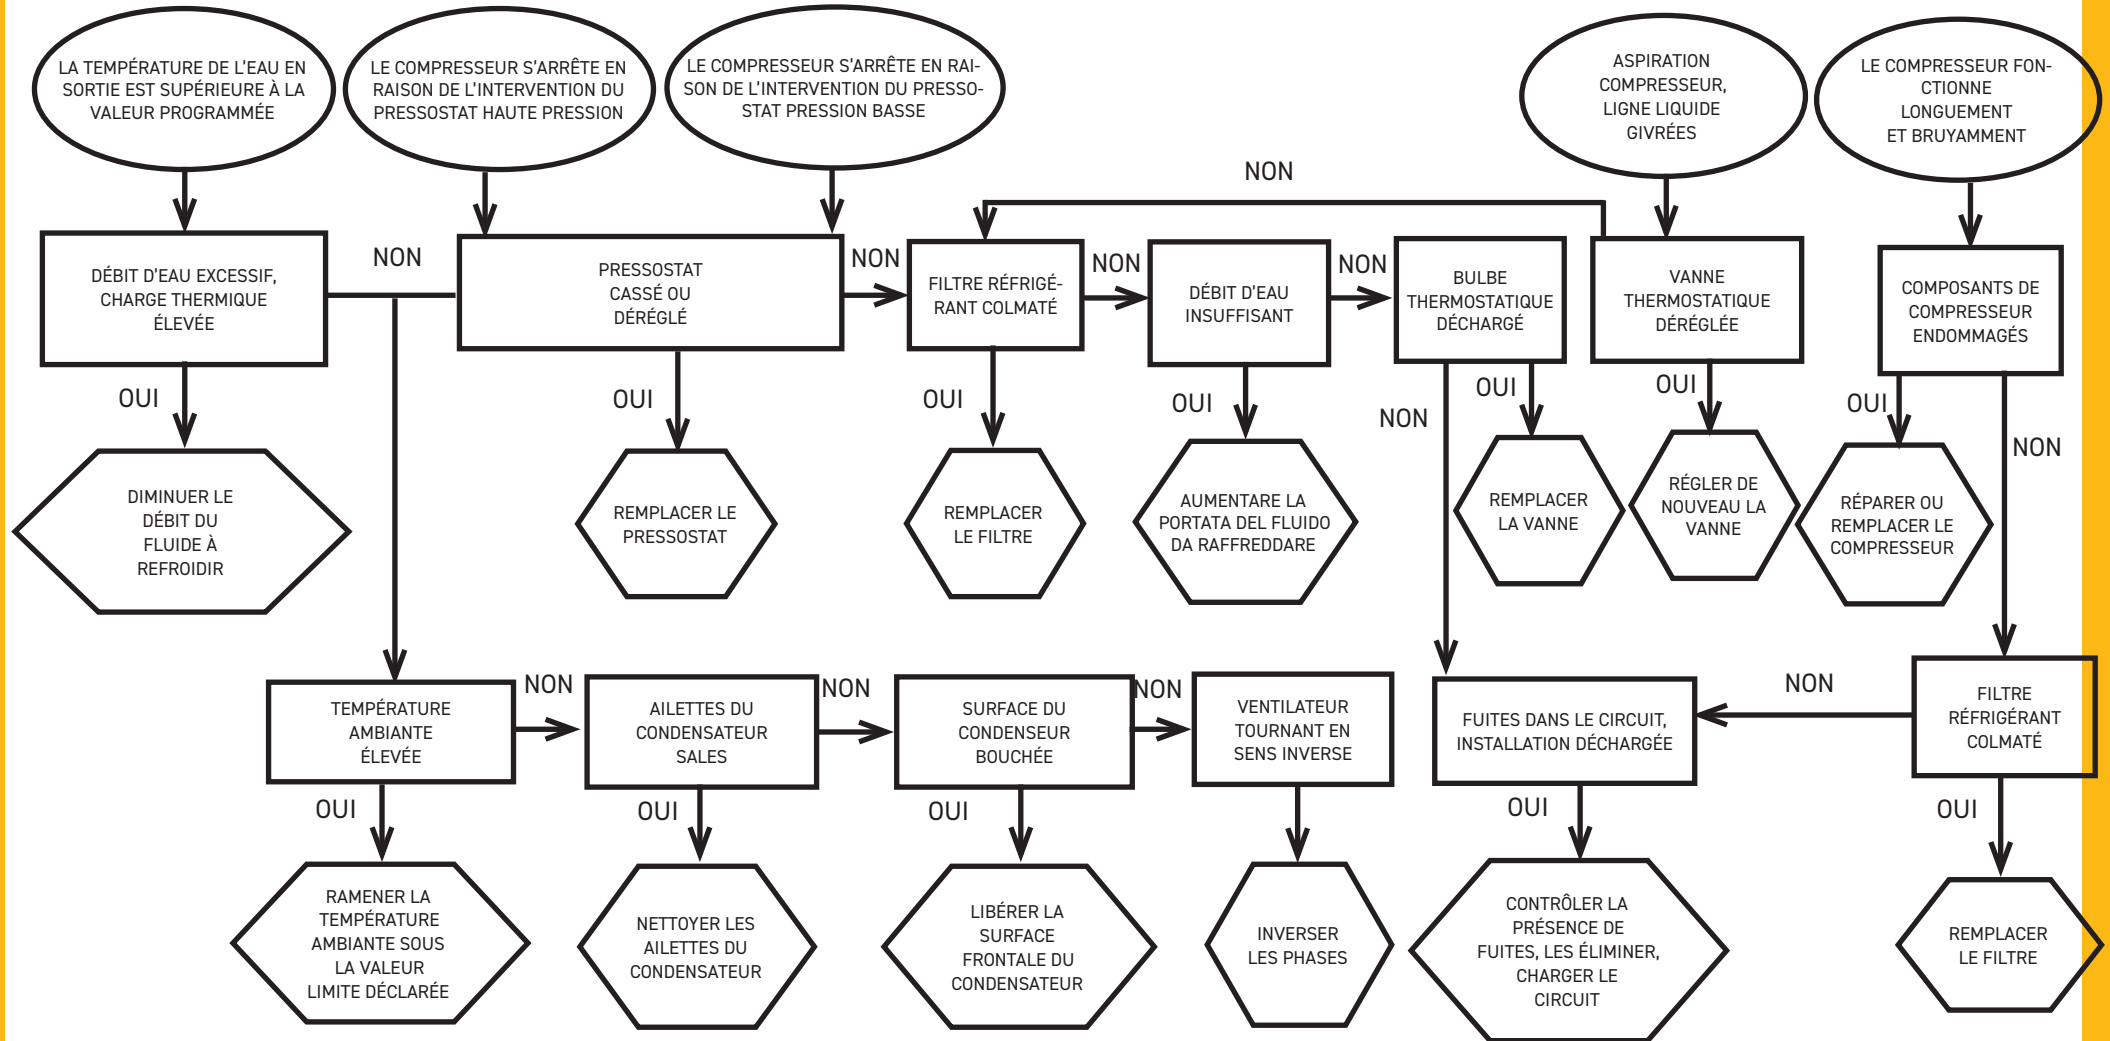 LA TEMPÉRATURE DE L'EAU EN
SORTIE EST SUPÉRIEURE À LA
VALEUR PROGRAMMÉE
LE COMPRESSEUR S'ARRÊTE EN
RAISON DE L'INTERVENTION DU
PRESSOSTAT HAUTE PRESSION
LE COMPRESSEUR S'ARRÊTE EN RAI-
SON DE L'INTERVENTION DU PRESSO-
STAT PRESSION BASSE
ASPIRATION
COMPRESSEUR,
LIGNE LIQUIDE
GIVRÉES
LE COMPRESSEUR FON-
CTIONNE
LONGUEMENT
ET BRUYAMMENT
NON
DÉBIT D'EAU EXCESSIF,
CHARGE THERMIQUE
ÉLEVÉE
NON
PRESSOSTAT
CASSÉ OU
DÉRÉGLÉ
NON
FILTRE RÉFRIGÉ-
RANT COLMATÉ
NON
DÉBIT D'EAU
INSUFFISANT
NON
BULBE
THERMOSTATIQUE
DÉCHARGÉ
VANNE
THERMOSTATIQUE
DÉRÉGLÉE
COMPOSANTS DE
COMPRESSEUR
ENDOMMAGÉS
OUI
OUI
OUI
OUI
NON
OUI
OUI
OUI
NON
DIMINUER LE
DÉBIT DU
FLUIDE À
REFROIDIR
REMPLACER LE
PRESSOSTAT
REMPLACER
LE FILTRE
AUMENTARE LA
PORTATA DEL FLUIDO
DA RAFFREDDARE
REMPLACER
LA VANNE
RÉGLER DE
NOUVEAU LA
VANNE
RÉPARER OU
REMPLACER LE
COMPRESSEUR
TEMPÉRATURE
AMBIANTE
ÉLEVÉE
NON
AILETTES DU
CONDENSATEUR
SALES
NON
SURFACE DU
CONDENSEUR
BOUCHÉE
NON
VENTILATEUR
TOURNANT EN
SENS INVERSE
FUITES DANS LE CIRCUIT,
INSTALLATION DÉCHARGÉE
NON
FILTRE
RÉFRIGÉRANT
COLMATÉ
OUI
OUI
OUI
OUI
OUI
RAMENER LA
TEMPÉRATURE
AMBIANTE SOUS
LA VALEUR
LIMITE DÉCLARÉE
NETTOYER LES
AILETTES DU
CONDENSATEUR
LIBÉRER LA
SURFACE
FRONTALE DU
CONDENSATEUR
INVERSER
LES PHASES
CONTRÔLER LA
PRÉSENCE DE
FUITES, LES ÉLIMINER,
CHARGER LE
CIRCUIT
REMPLACER
LE FILTRE